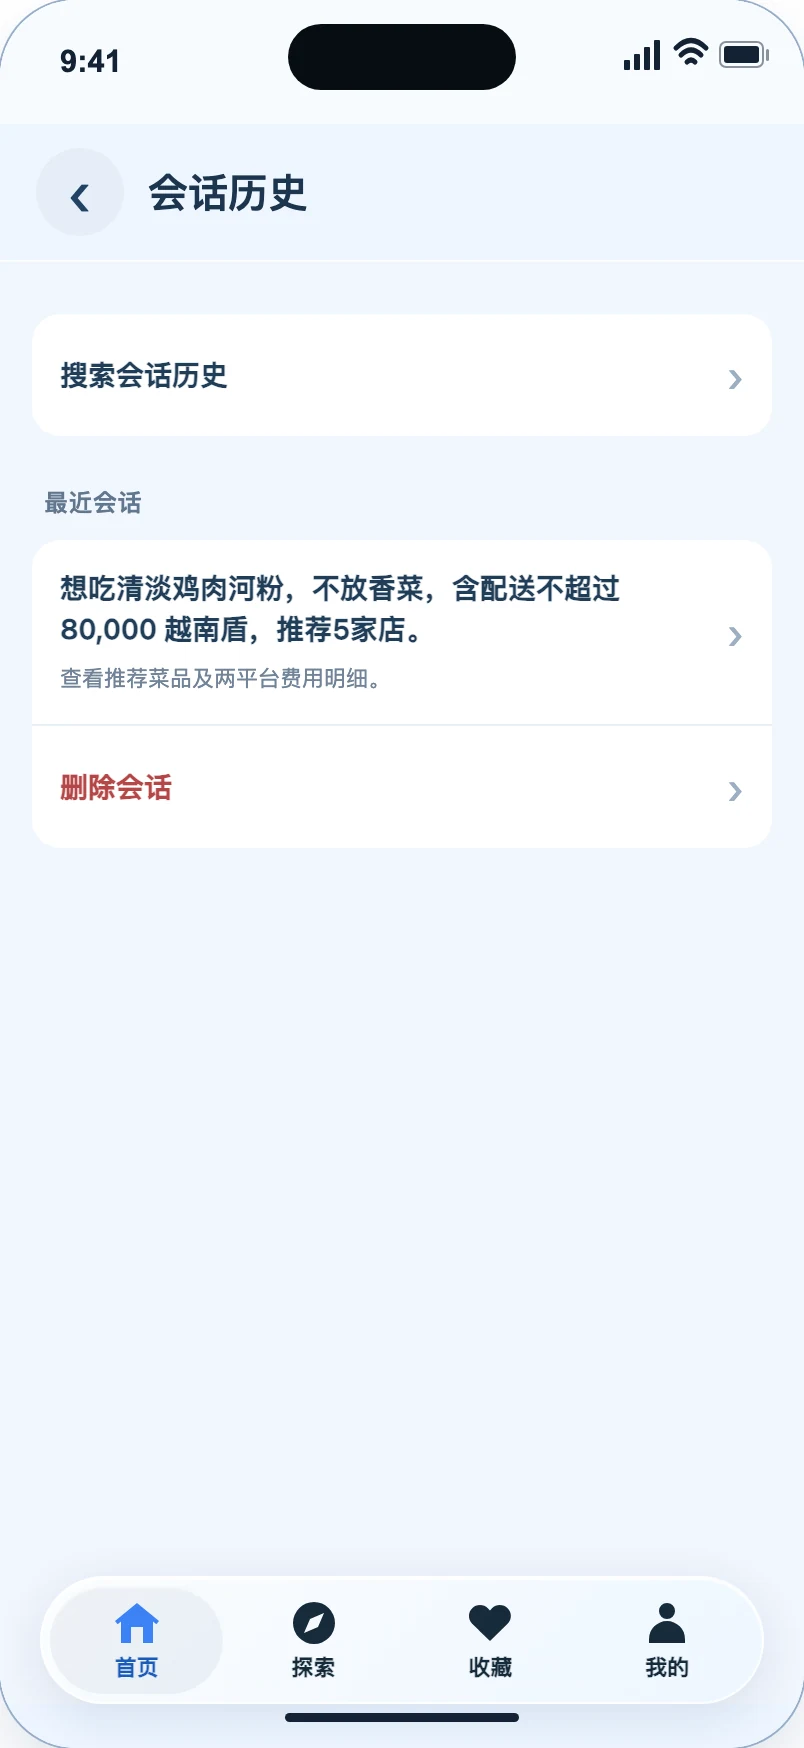 9:41
会话历史
搜索会话历史
最近会话
想吃清淡鸡肉河粉，不放香菜，含配送不超过
80,000 越南盾，推荐5家店。
查看推荐菜品及两平台费用明细。
删除会话
首页
探索
收藏
我的